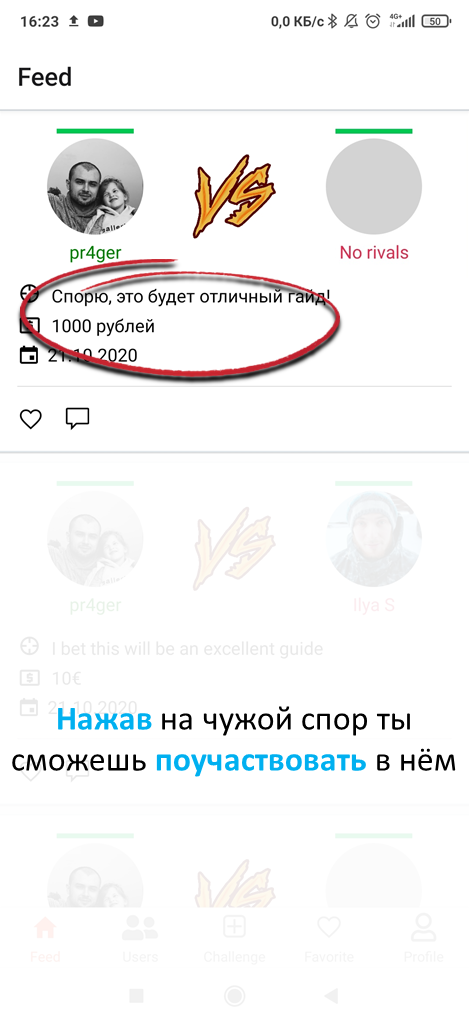 16:23
0,0 КБ/с
4G+
50
Feed
VS
pr4ger
No rivals
Спорю, это будет отличный гайд!
1000 рублей
21.10.2020
VS
pr4ger
Ilya S
I bet this will be an excellent guide
10€
21.10.2020
Нажав на чужой спор ты
сможешь поучаствовать в нём
VS
Feed
Users
Challenge
Favorite
Profile